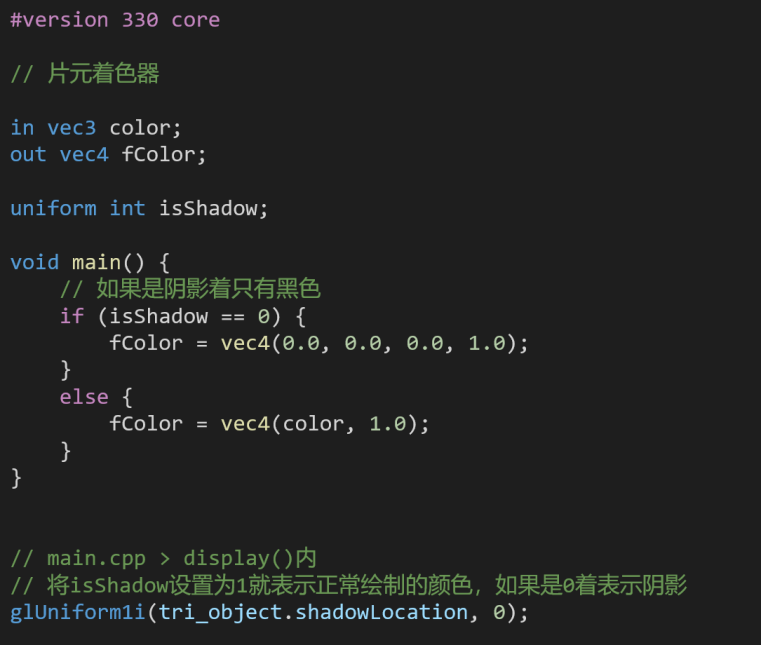 #version 330 core
// 片元着色器
in vec3 color;
out vec4 fColor;
uniform int isShadow;
void main() {
    // 如果是阴影着只有黑色
    if (isShadow == 0) {
        fColor = vec4(0.0, 0.0, 0.0, 1.0);
    }
    else {
        fColor = vec4(color, 1.0);
    }
}
// main.cpp > display()内
// 将isShadow设置为1就表示正常绘制的颜色，如果是0着表示阴影
glUniform1i(tri_object.shadowLocation, 0);